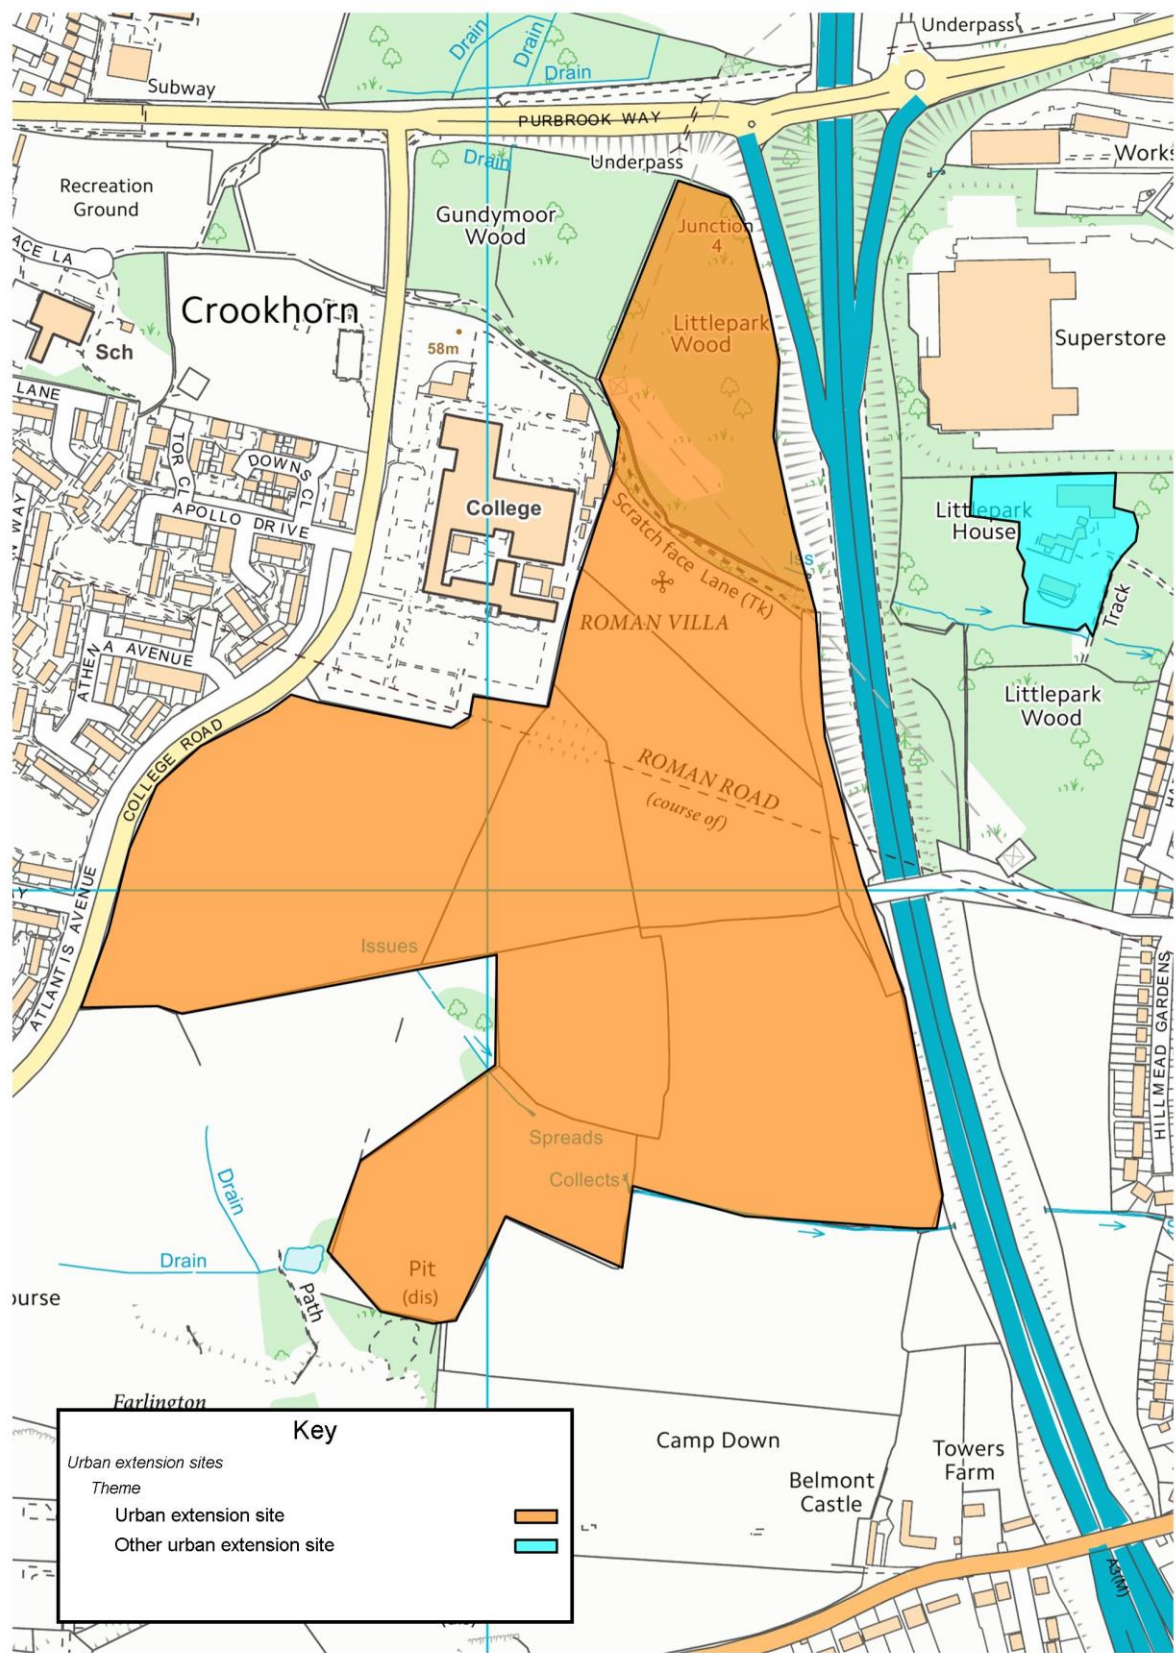 Underpass
Drain
Drain
Drain
Subway
PURBROOK WAY
Drain
Underpass
Works
Recreation
Ground
Gundymoor
Wood
Junction
4
ACE LA
Crookhorn
Littlepark
Wood
Superstore
Sch
58m
LANE
TOR CL
DOWNS CL
APOLLO DRIVE
College
Littlepark
House
Scratch face Lane (Tk)
Iss
ROMAN VILLA
Track
ATHENA AVENUE
Littlepark
Wood
COLLEGE ROAD
ROMAN ROAD
(course of)
ATLANTIS AVENUE
Issues
HILLMEAD GARDENS
Spreads
Collects
Drain
Drain
Path
Pit
(dis)
urse
Farlington
Camp Down
Towers
Farm
Belmont
Castle
A3(M)
Key
Urban extension sites
Theme
Urban extension site
Other urban extension site